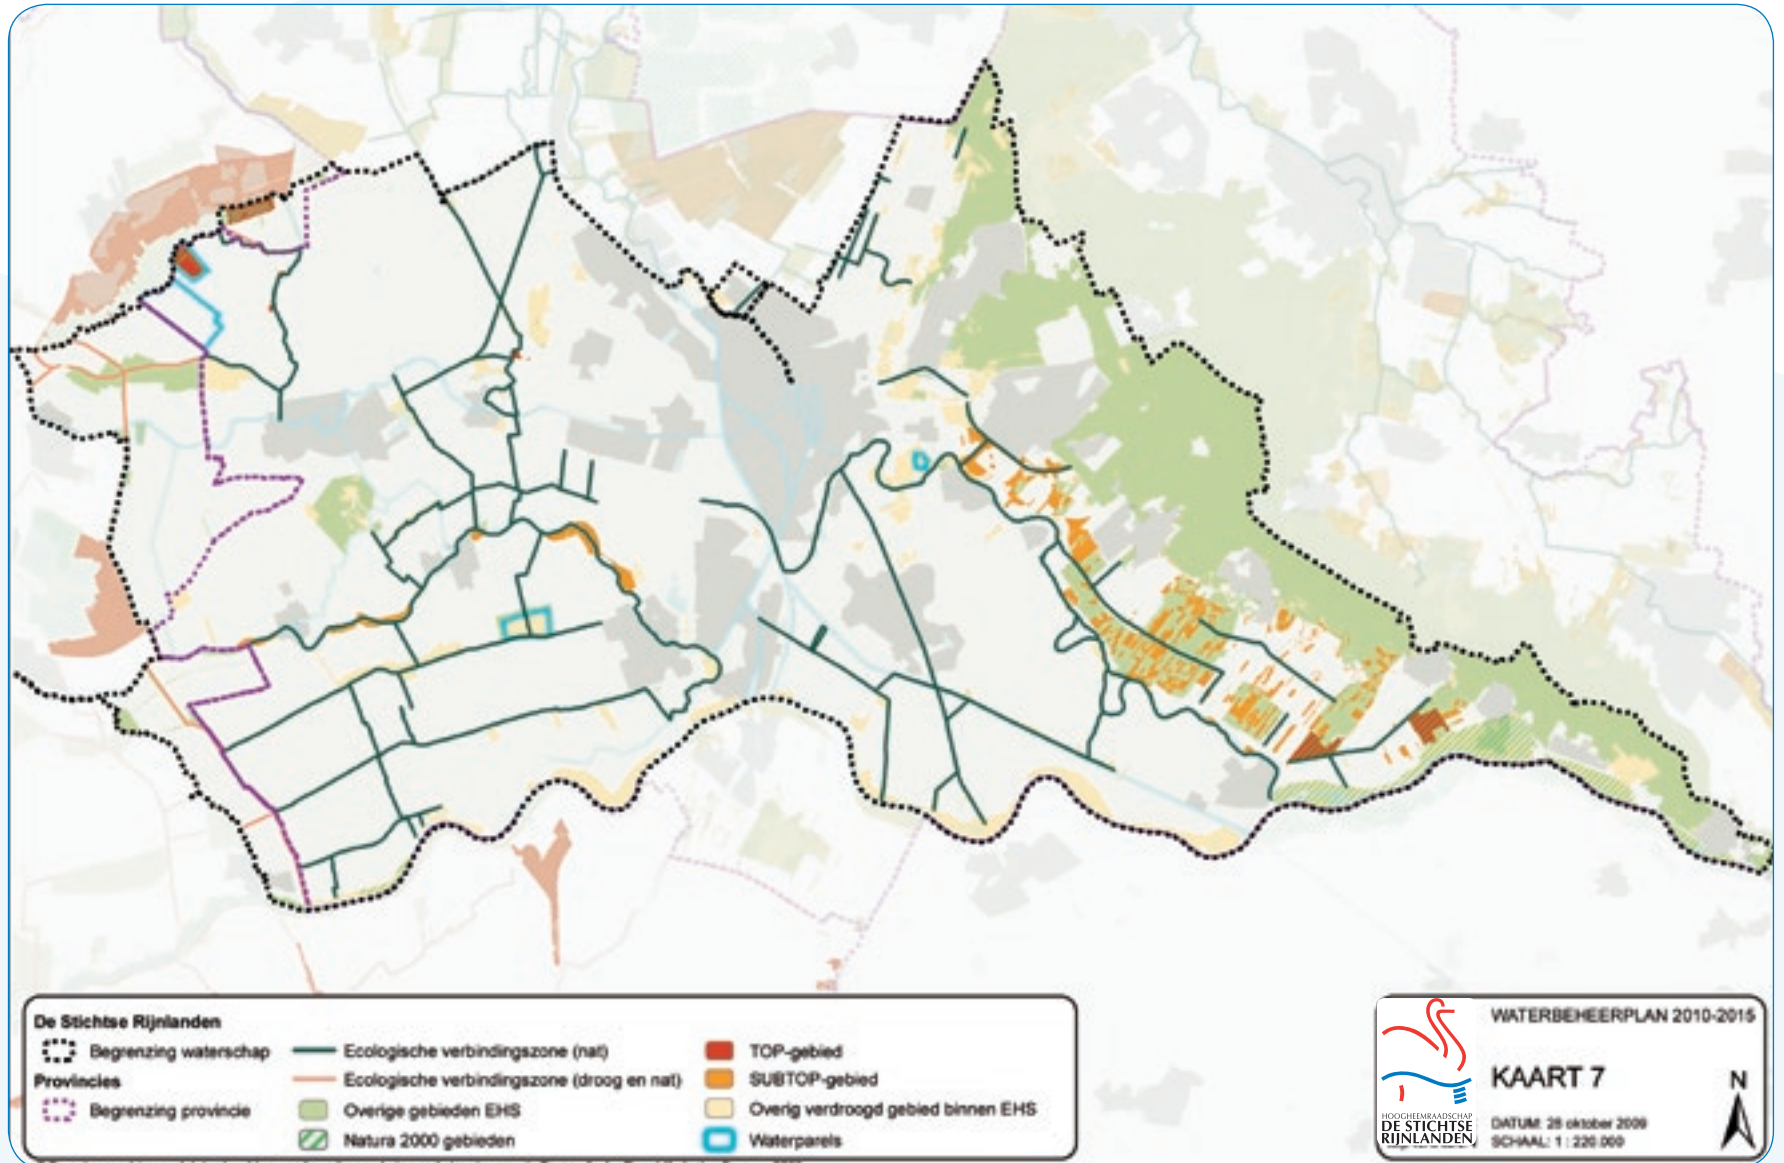 De Stichtse Rijnlanden
Begrenzing waterschap
Provincies
Begrenzing provincie
Ecologische verbindingszone (nat)
Ecologische verbindingszone (droog en nat)
Overige gebieden EHS
Natura 2000 gebieden
TOP-gebied
SUBTOP-gebied
Overig verdroogd gebied binnen EHS
Waterparels
HOOGHEEMRAADSCHAP
DE STICHTSE
RIJNLANDEN
WATERBEHEERPLAN 2010-2015
KAART 7
DATUM: 28 oktober 2009
SCHAAL: 1 : 220.000
N